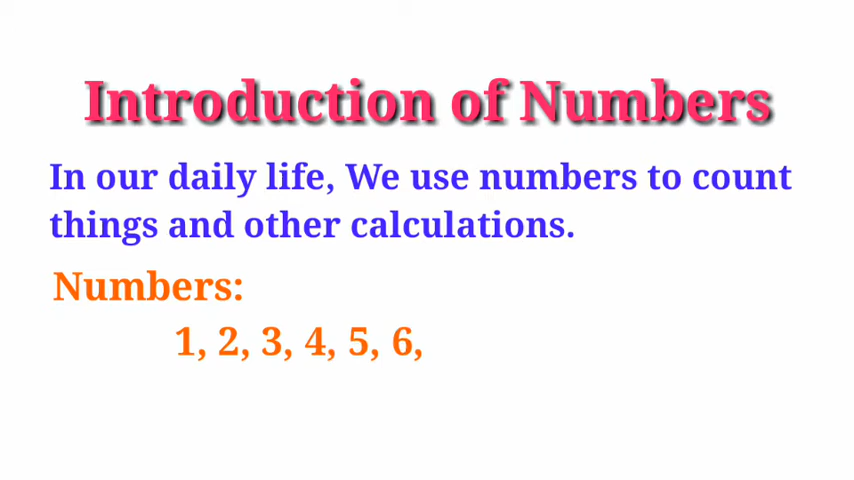 Introduction of Numbers
In our daily life, We use numbers to count
things and other calculations.
Numbers:
1, 2, 3, 4, 5, 6,